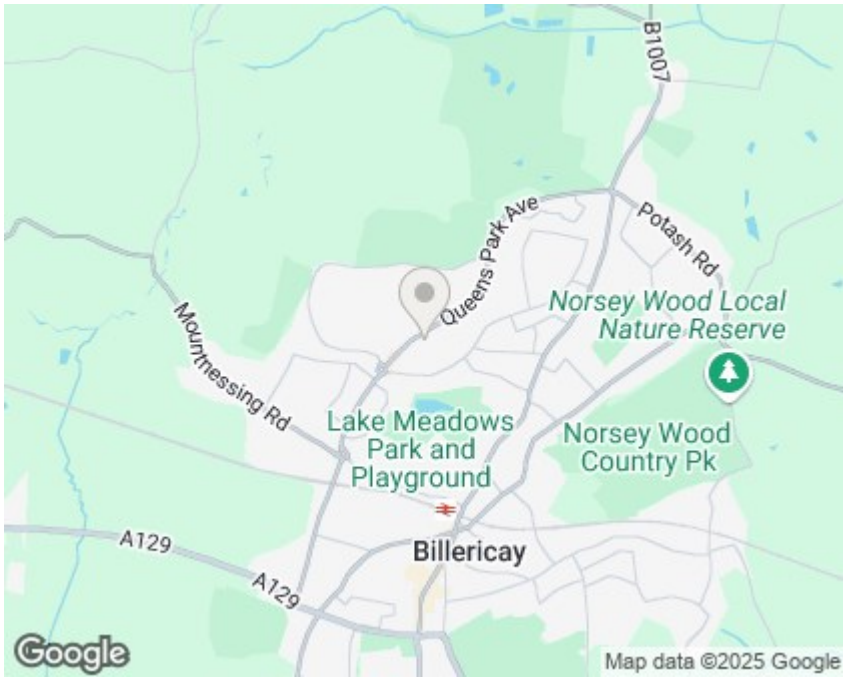 B1007
Queens Park Ave
Potash Rd
Norsey Wood Local
Nature Reserve
Mountnessing Rd
Lake Meadows
Park and
Playground
Norsey Wood
Country Pk
A129
Billericay
A129
Google
Map data ©2025 Google